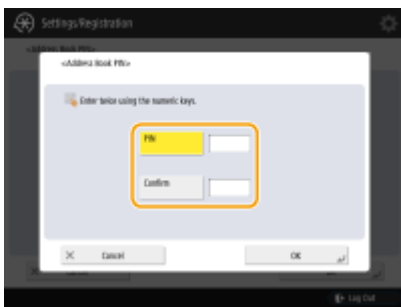 Settings/Registration
<Address Book PIN>
<Address Book PIN>
Enter twice using the numeric keys.
PIN
Confirm
Cancel
OK
Log Out